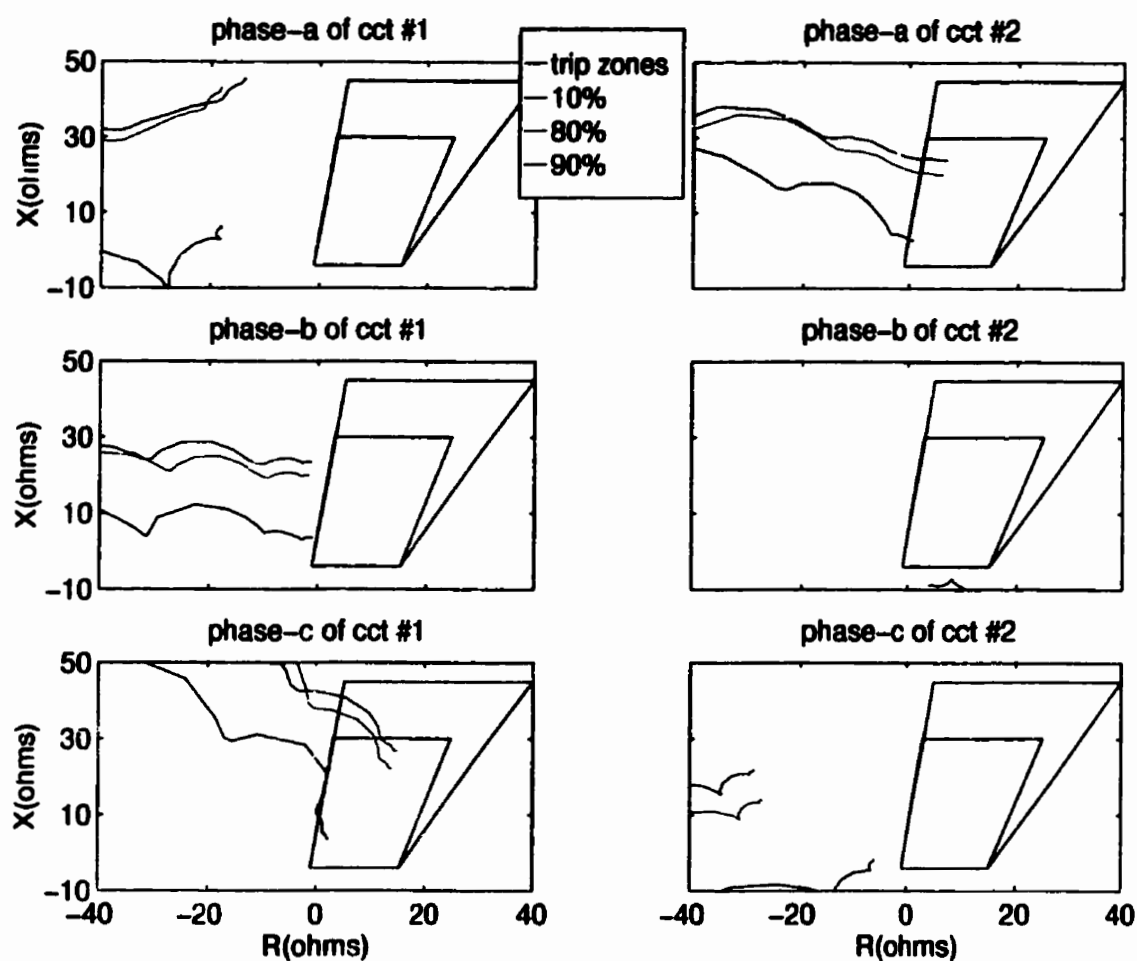 phase-a of cct #1
phase-a of cct #2
trip zones
10%
80%
90%
X(ohms)
50
30
10
-10
phase-b of cct #1
phase-b of cct #2
X(ohms)
50
30
10
-10
phase-c of cct #1
phase-c of cct #2
X(ohms)
50
30
10
-10
-40 -20 0 20 40
-40 -20 0 20 40
R(ohms)
R(ohms)